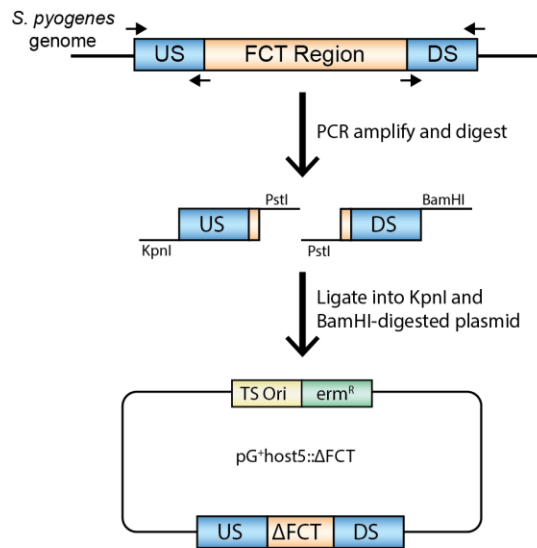 S. pyogenes
genome
US FCT Region DS
PCR amplify and digest
PstI BamHI
US DS
KpnI PstI
Ligate into KpnI and
BamHI-digested plasmid
TS Ori ermᴿ
pG⁺host5::ΔFCT
US ΔFCT DS